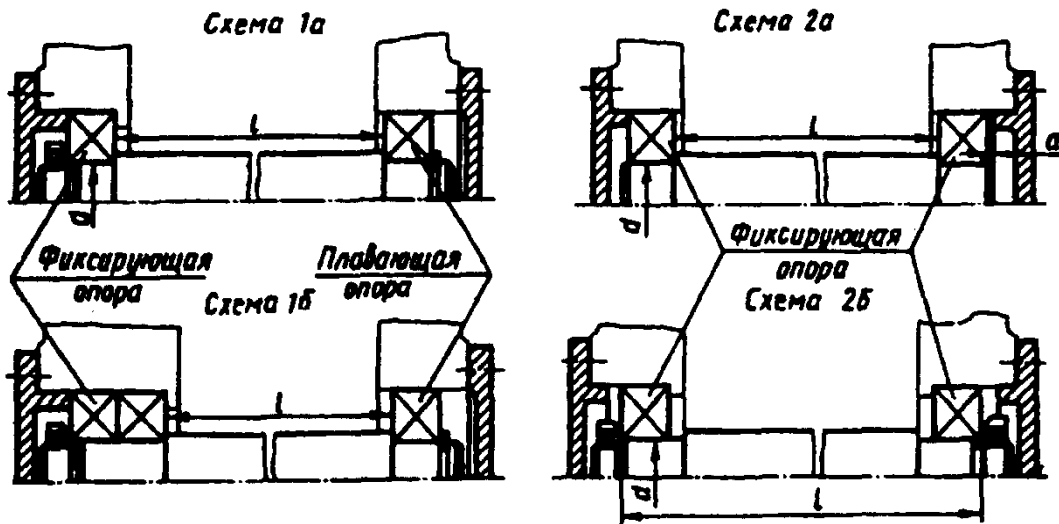 Схема 1а
Схема 2а
l
l
a
d
d
Фиксирующая
опора
Плавающая
опора
Фиксирующая
опора
Схема 1б
Схема 2б
l
d
l